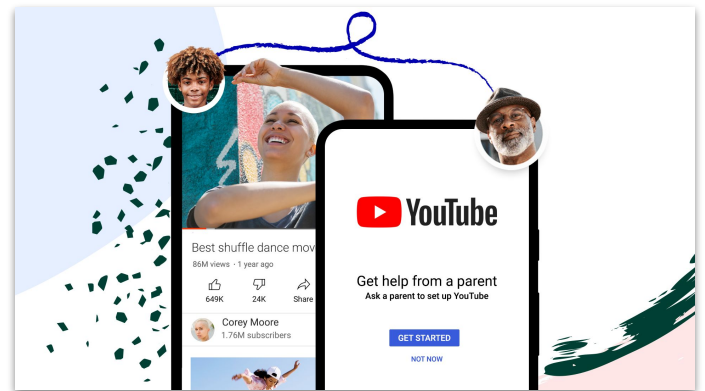 Best shuffle dance mov
86M views · 1 year ago
649K
24K
Share
Corey Moore
1.76M subscribers
YouTube
Get help from a parent
Ask a parent to set up YouTube
GET STARTED
NOT NOW